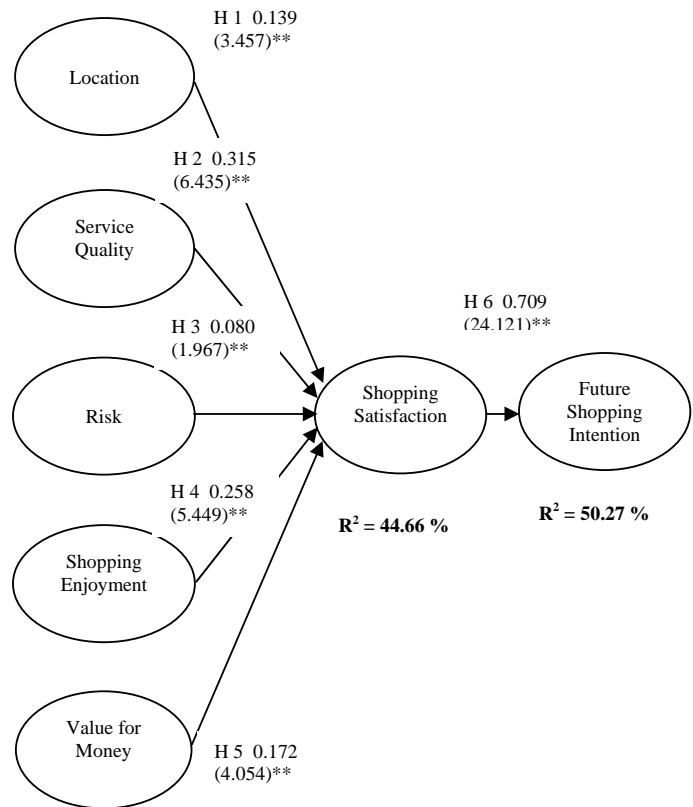 H 1 0.139
(3.457)**
Location
H 2 0.315
(6.435)**
Service
Quality
H 3 0.080
(1.967)**
H 6 0.709
(24.121)**
Risk
Shopping
Satisfaction
Future
Shopping
Intention
H 4 0.258
(5.449)**
R² = 44.66 %
R² = 50.27 %
Shopping
Enjoyment
Value for
Money
H 5 0.172
(4.054)**